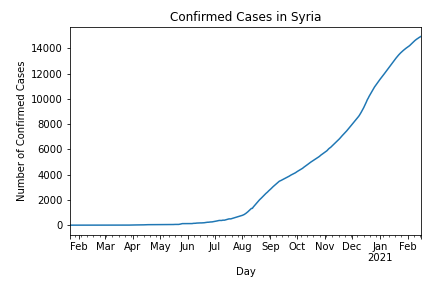 Confirmed Cases in Syria
Number of Confirmed Cases
14000
12000
10000
8000
6000
4000
2000
0
Feb Mar Apr May Jun Jul Aug Sep Oct Nov Dec Jan Feb
2021
Day